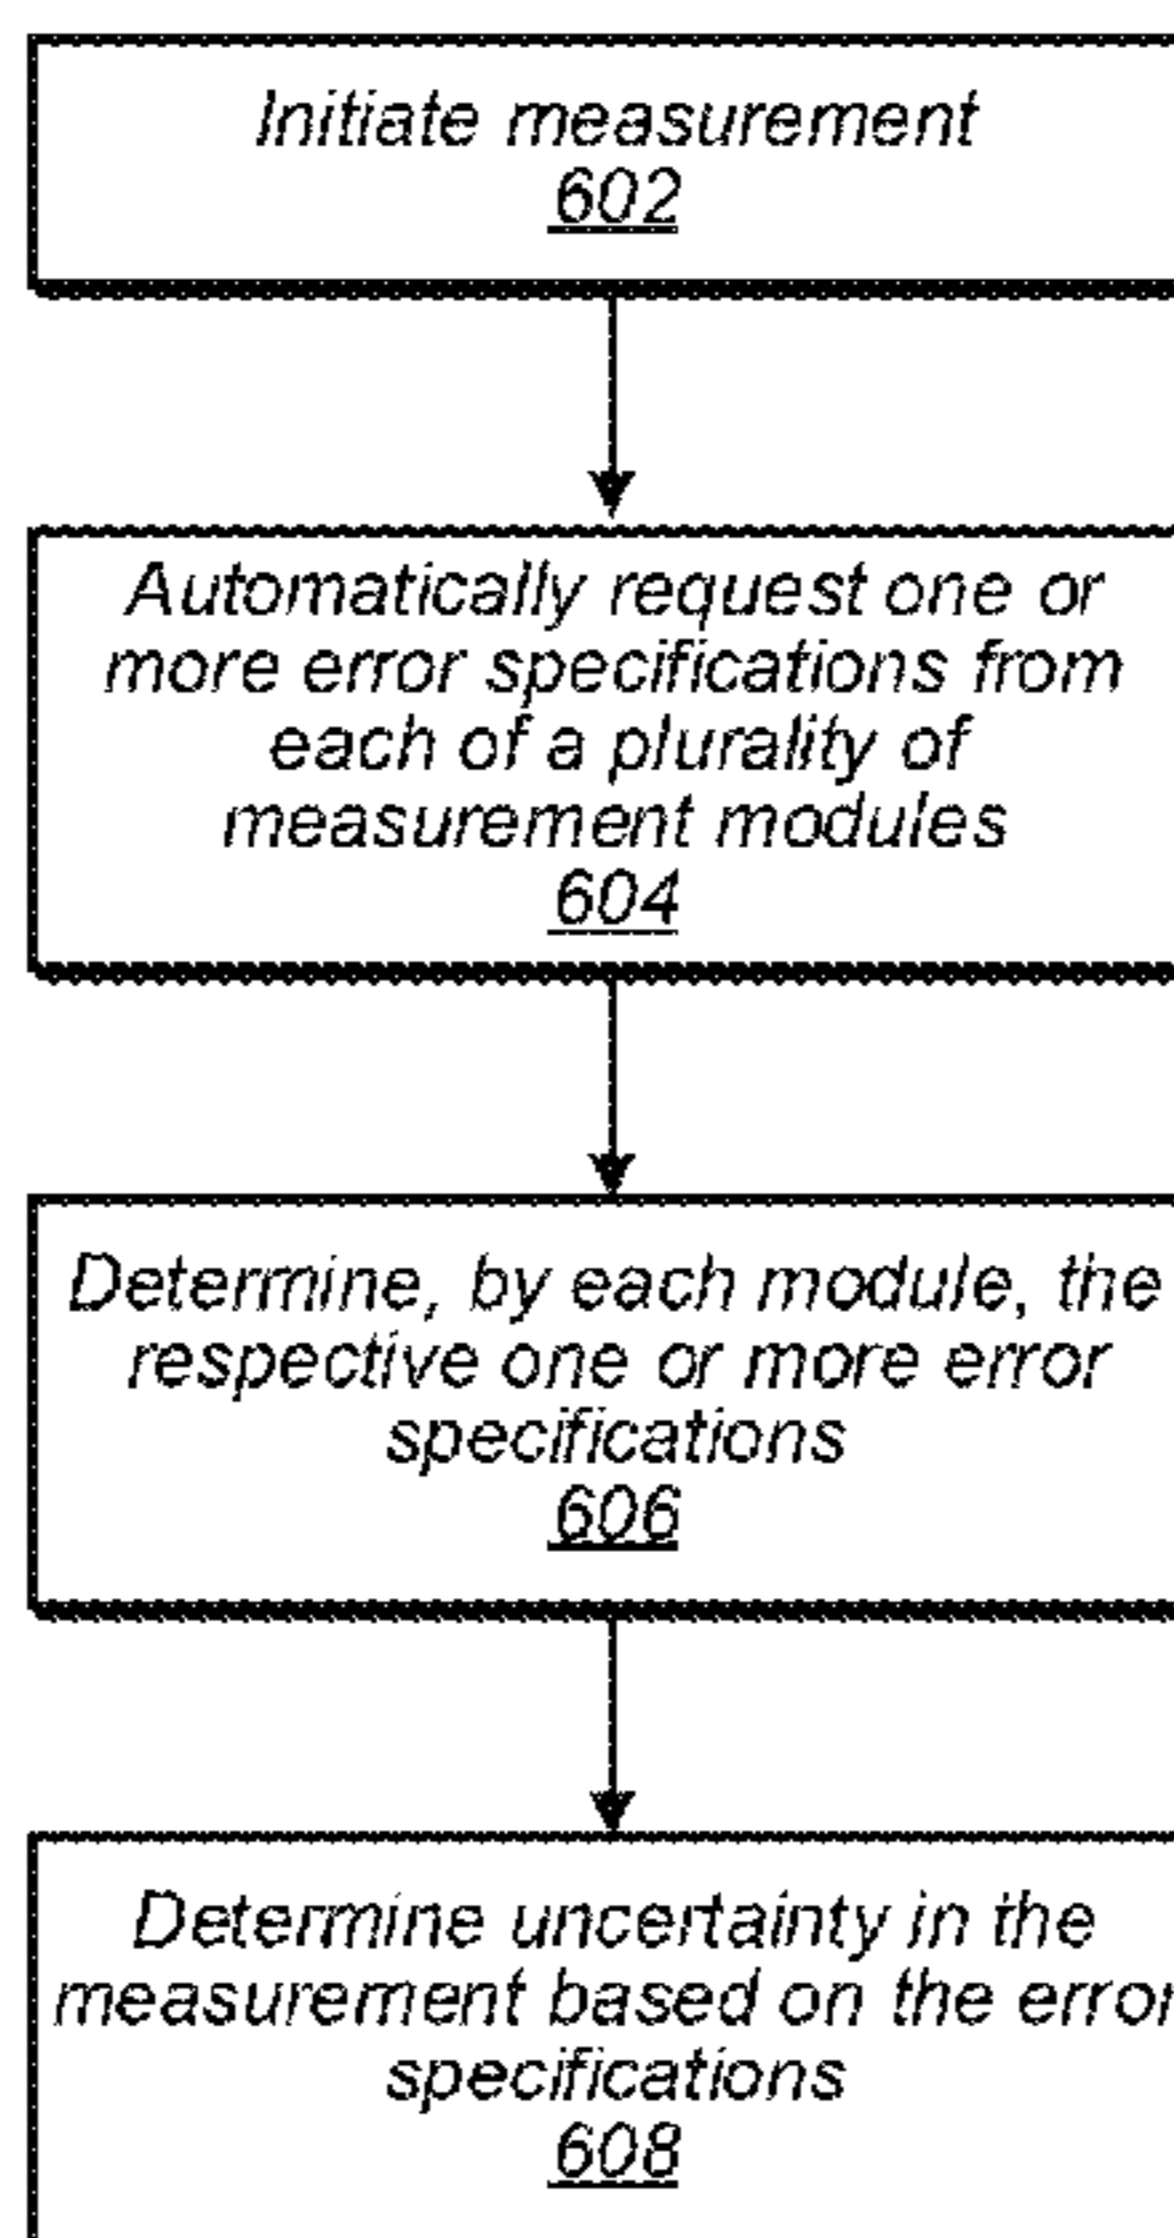 Initiate measurement
602
Automatically request one or
more error specifications from
each of a plurality of
measurement modules
604
Determine, by each module, the
respective one or more error
specifications
606
Determine uncertainty in the
measurement based on the error
specifications
608